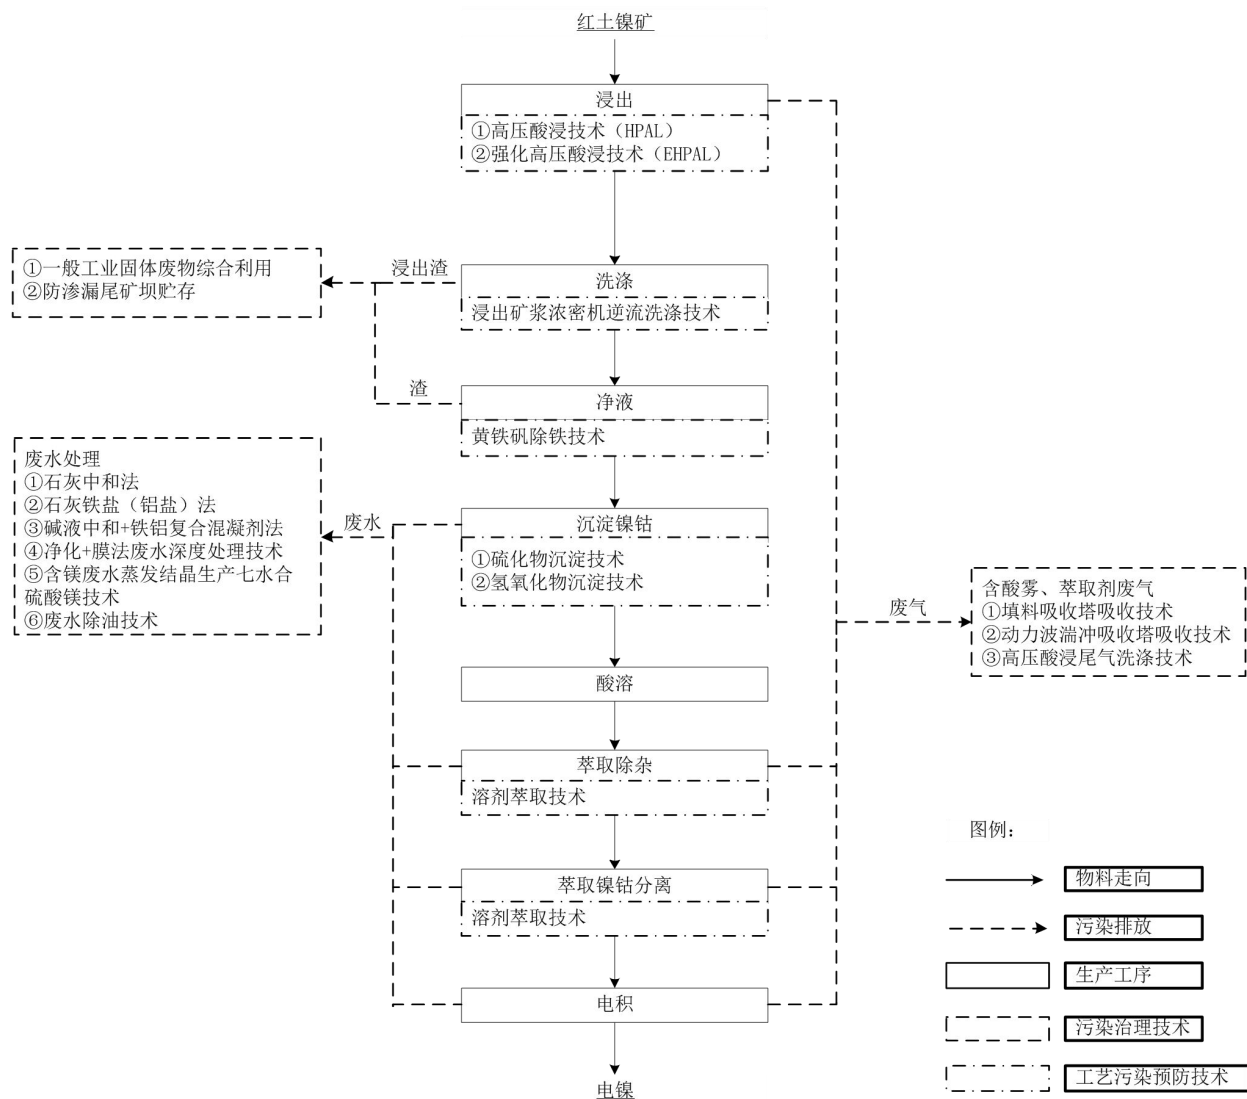 红土镍矿
浸出
①高压酸浸技术（HPAL）
②强化高压酸浸技术（EHPAL）
①一般工业固体废物综合利用
②防渗漏尾矿坝贮存
浸出渣
洗涤
浸出矿浆浓密机逆流洗涤技术
渣
净液
黄铁矾除铁技术
废水处理
①石灰中和法
②石灰铁盐（铝盐）法
③碱液中和+铁铝复合混凝剂法
④净化+膜法废水深度处理技术
⑤含镁废水蒸发结晶生产七水合
硫酸镁技术
⑥废水除油技术
废水
沉淀镍钴
①硫化物沉淀技术
②氢氧化物沉淀技术
废气
含酸雾、萃取剂废气
①填料吸收塔吸收技术
②动力波湍冲吸收塔吸收技术
③高压酸浸尾气洗涤技术
酸溶
萃取除杂
溶剂萃取技术
萃取镍钴分离
溶剂萃取技术
电积
电镍
图例：
物料走向
污染排放
生产工序
污染治理技术
工艺污染预防技术